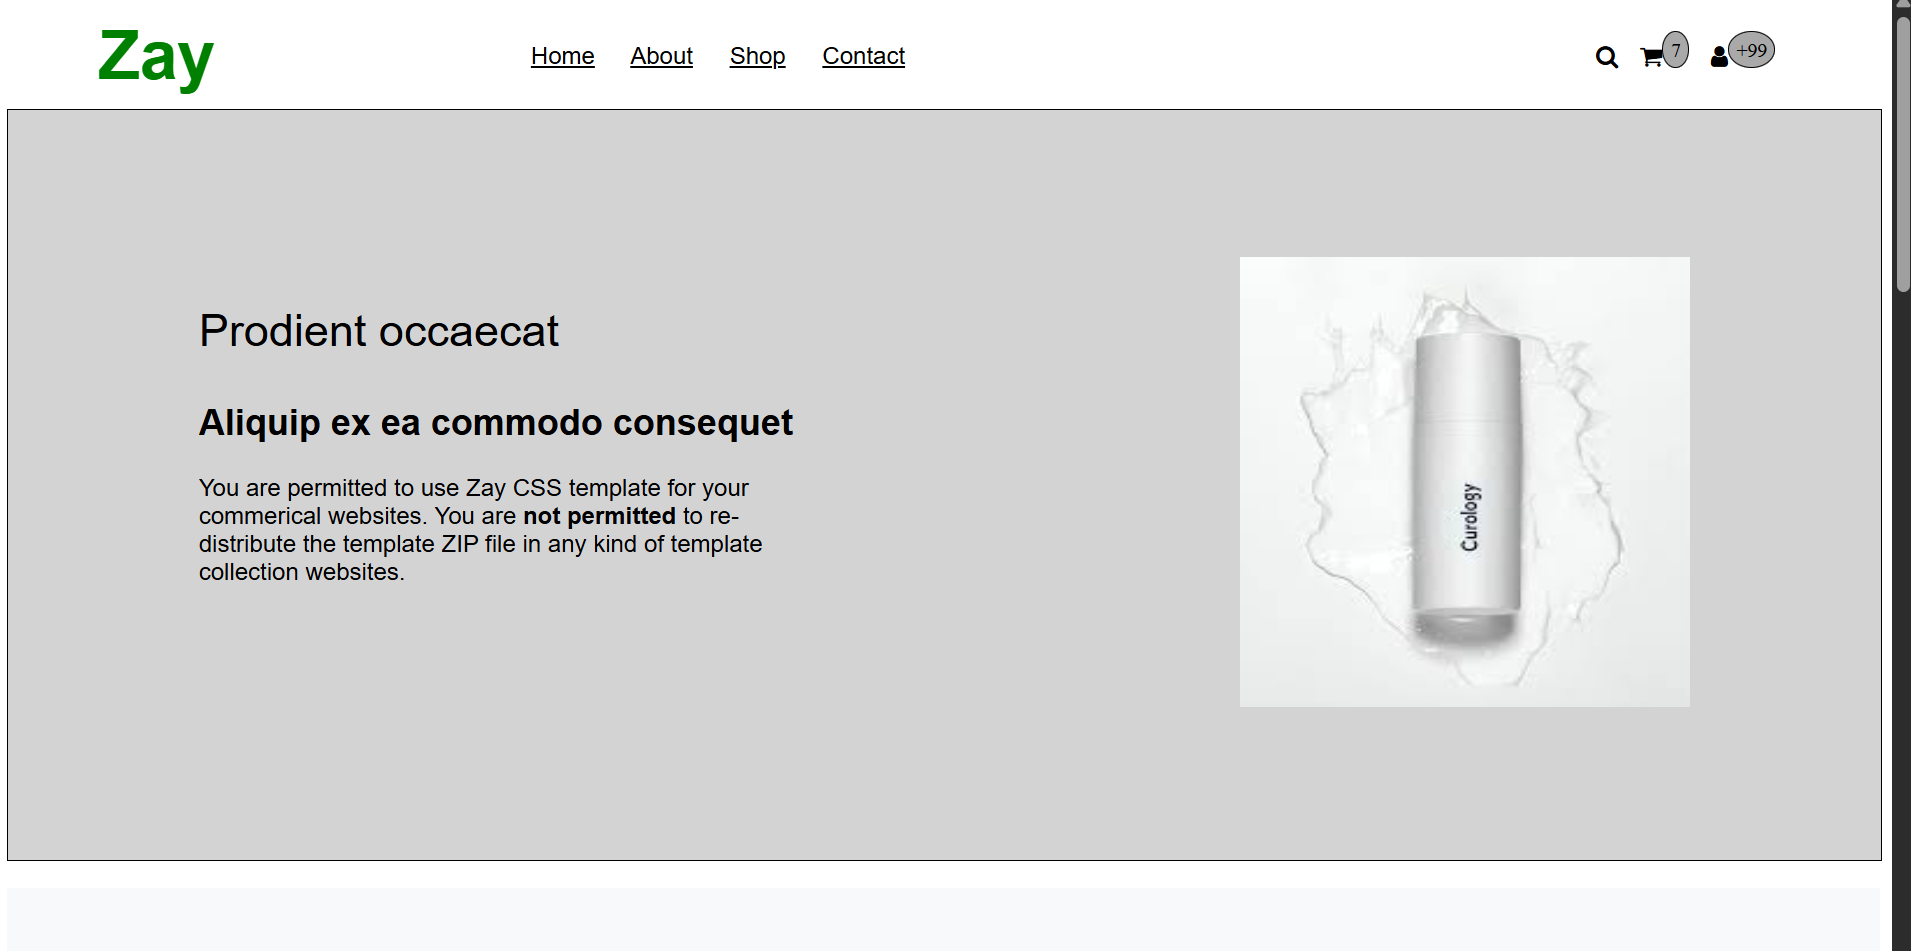 Zay
Home About Shop Contact
7 +99
Prodient occaecat
Aliquip ex ea commodo consequet
You are permitted to use Zay CSS template for your
commerical websites. You are not permitted to re-
distribute the template ZIP file in any kind of template
collection websites.
Curology